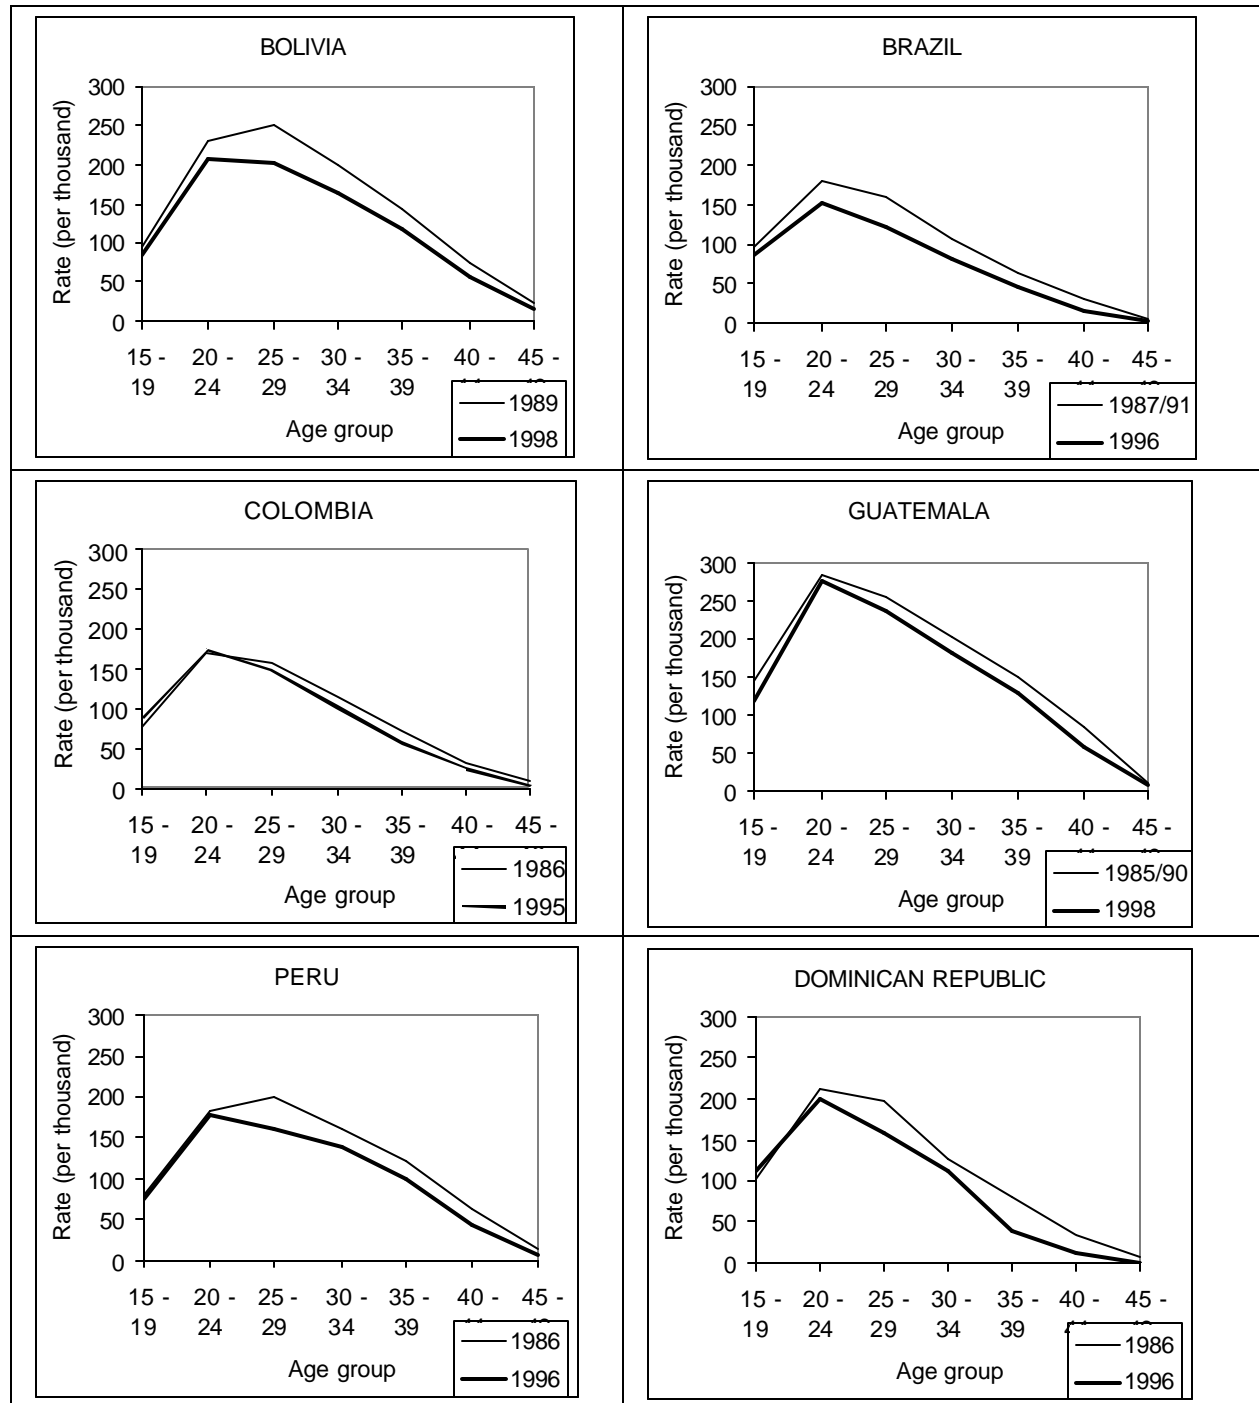 BOLIVIA
Rate (per thousand)
300
250
200
150
100
50
0
15 - 20 - 25 - 30 - 35 - 40 - 45 -
19 24 29 34 39
Age group
1989
1998
BRAZIL
Rate (per thousand)
300
250
200
150
100
50
0
15 - 20 - 25 - 30 - 35 - 40 - 45 -
19 24 29 34 39
Age group
1987/91
1996
COLOMBIA
Rate (per thousand)
300
250
200
150
100
50
0
15 - 20 - 25 - 30 - 35 - 40 - 45 -
19 24 29 34 39
Age group
1986
1995
GUATEMALA
Rate (per thousand)
300
250
200
150
100
50
0
15 - 20 - 25 - 30 - 35 - 40 - 45 -
19 24 29 34 39
Age group
1985/90
1998
PERU
Rate (per thousand)
300
250
200
150
100
50
0
15 - 20 - 25 - 30 - 35 - 40 - 45 -
19 24 29 34 39
Age group
1986
1996
DOMINICAN REPUBLIC
Rate (per thousand)
300
250
200
150
100
50
0
15 - 20 - 25 - 30 - 35 - 40 - 45 -
19 24 29 34 39
Age group
1986
1996